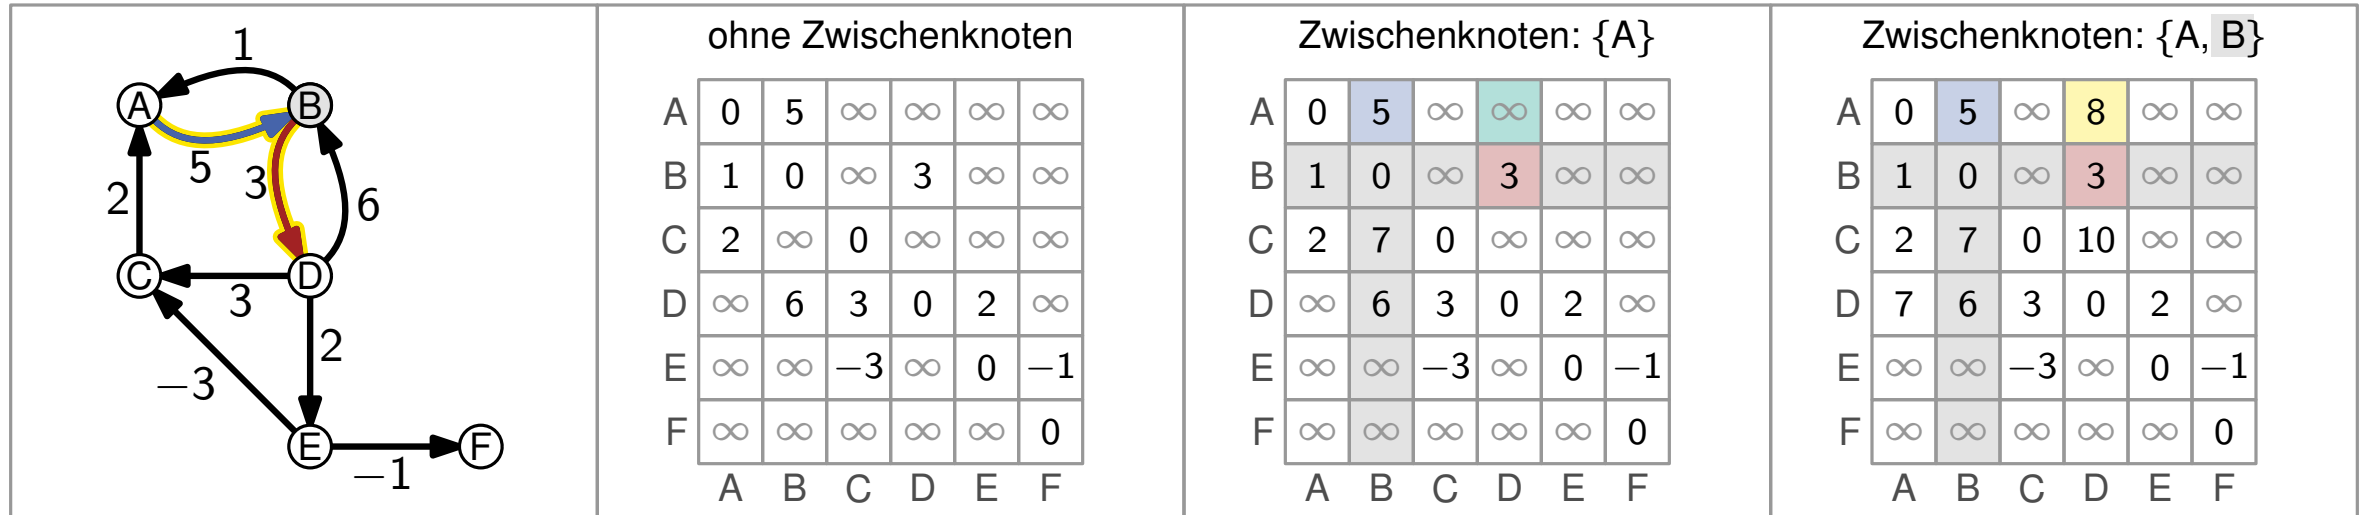 1
A B
5 3 6
2
C D
3
2
−3
E F
−1
ohne Zwischenknoten
A 0 5 ∞ ∞ ∞ ∞
B 1 0 ∞ 3 ∞ ∞
C 2 ∞ 0 ∞ ∞ ∞
D ∞ 6 3 0 2 ∞
E ∞ ∞ −3 ∞ 0 −1
F ∞ ∞ ∞ ∞ ∞ 0
A B C D E F
Zwischenknoten: {A}
A 0 5 ∞ ∞ ∞ ∞
B 1 0 ∞ 3 ∞ ∞
C 2 7 0 ∞ ∞ ∞
D ∞ 6 3 0 2 ∞
E ∞ ∞ −3 ∞ 0 −1
F ∞ ∞ ∞ ∞ ∞ 0
A B C D E F
Zwischenknoten: {A, B}
A 0 5 ∞ 8 ∞ ∞
B 1 0 ∞ 3 ∞ ∞
C 2 7 0 10 ∞ ∞
D 7 6 3 0 2 ∞
E ∞ ∞ −3 ∞ 0 −1
F ∞ ∞ ∞ ∞ ∞ 0
A B C D E F